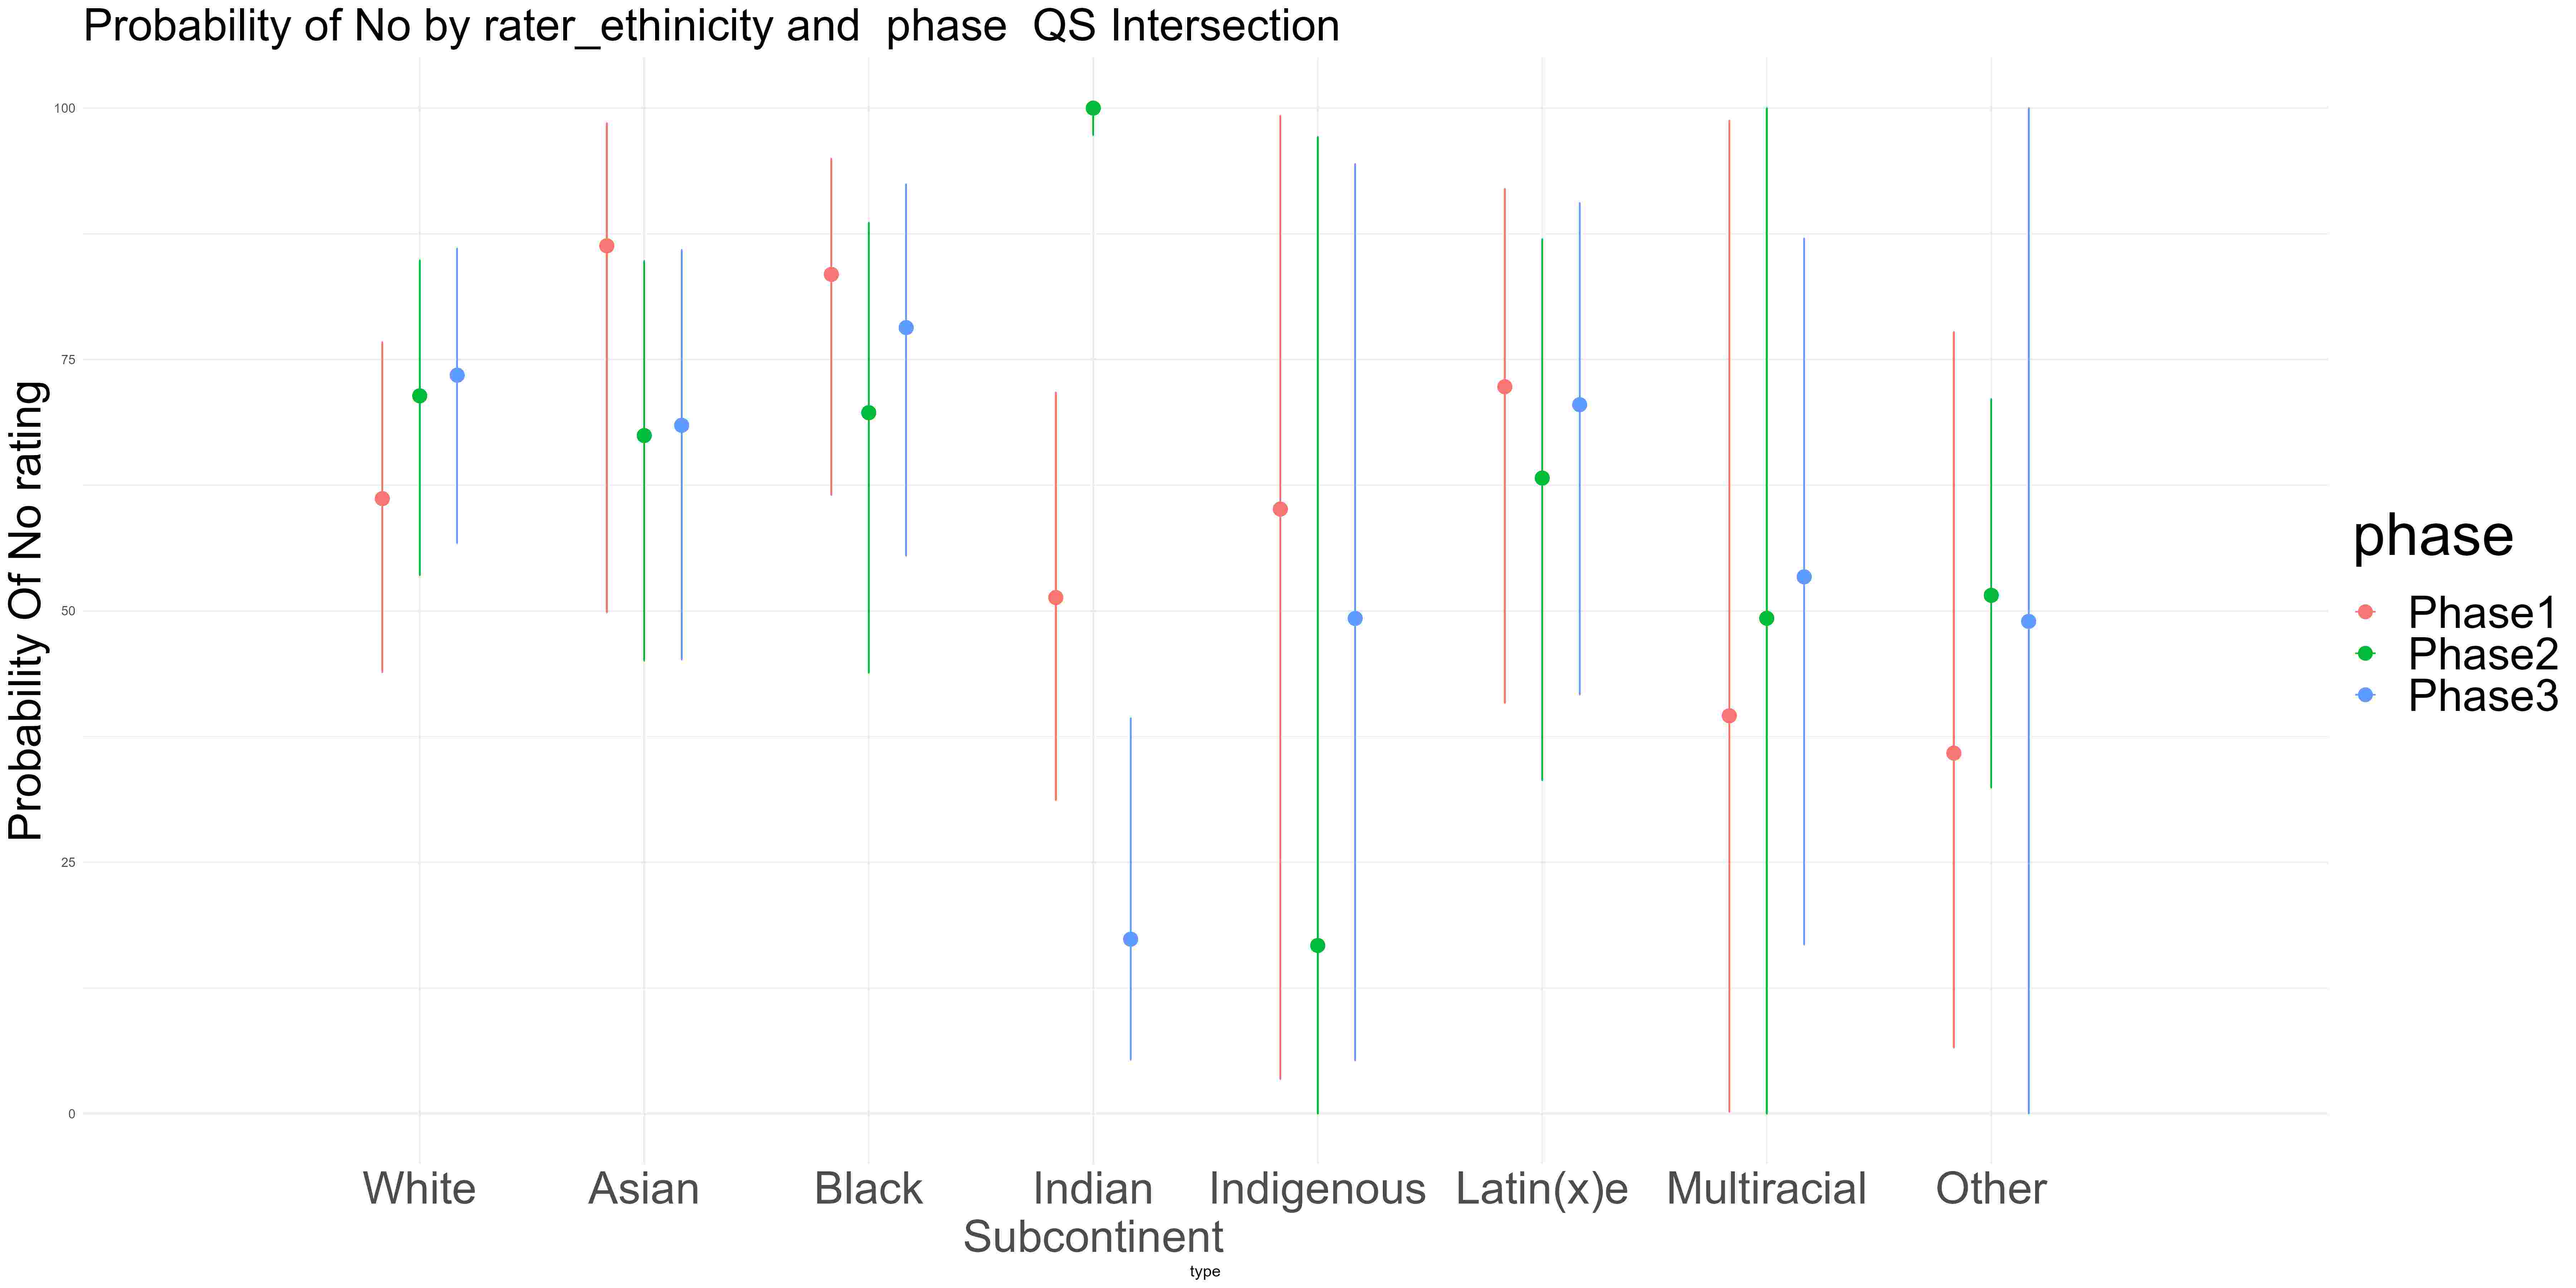 Probability of No by rater_ethinicity and  phase  QS Intersection
Probability Of No rating
100
75
50
25
0
White
Asian
Black
Indian
Subcontinent
Indigenous
Latin(x)e
Multiracial
Other
type
phase
Phase1
Phase2
Phase3